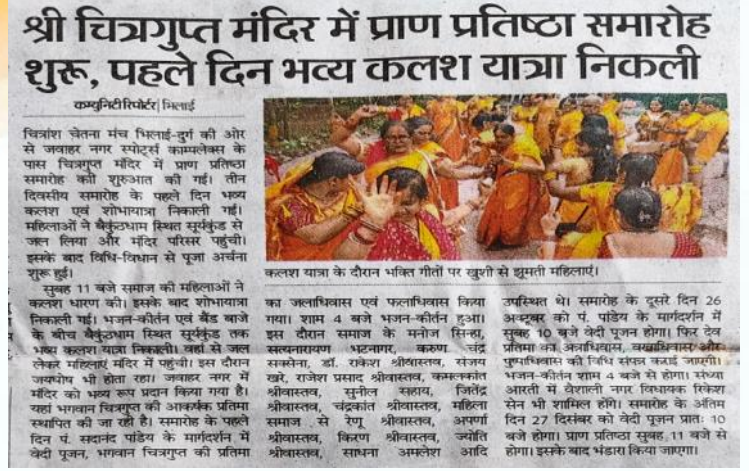 श्री चित्रगुप्त मंदिर में प्राण प्रतिष्ठा समारोह
शुरू, पहले दिन भव्य कलश यात्रा निकली
कम्युनिटी रिपोर्टर| भिलाई
चित्रांश चेतना मंच भिलाई-दुर्ग की ओर
से जवाहर नगर स्पोर्ट्स काम्पलेक्स के
पास चित्रगुप्त मंदिर में प्राण प्रतिष्ठा
समारोह की शुरुआत की गई। तीन
दिवसीय समारोह के पहले दिन भव्य
कलश एवं शोभायात्रा निकाली गई।
महिलाओं ने बैकुंठधाम स्थित सूर्यकुंड से
जल लिया और मंदिर परिसर पहुंची।
इसके बाद विधि-विधान से पूजा अर्चना
शुरू हुई।
सुबह 11 बजे समाज की महिलाओं ने
कलश धारण की। इसके बाद शोभायात्रा
निकाली गई। भजन-कीर्तन एवं बैंड बाजे
के बीच बैकुण्ठधाम स्थित सूर्यकुंड तक
भव्य कलश यात्रा निकाली। वहां से जल
लेकर महिलाएं मंदिर में पहुंची। इस दौरान
जयघोष भी होता रहा। जवाहर नगर में
मंदिर को भव्य रूप प्रदान किया गया है।
यहां भगवान चित्रगुप्त की आकर्षक प्रतिमा
स्थापित की जा रही है। समारोह के पहले
दिन पं. सदानंद पांडेय के मार्गदर्शन में
वेदी पूजन, भगवान चित्रगुप्त की प्रतिमा
कलश यात्रा के दौरान भक्ति गीतों पर खुशी से झूमती महिलाएं।
का जलाधिवास एवं फलाधिवास किया
गया। शाम 4 बजे भजन-कीर्तन हुआ।
इस दौरान समाज के मनोज सिन्हा,
सत्यनारायण भटनागर, करुण चंद्र
सक्सेना, डॉ. राकेश श्रीवास्तव, संजय
खरे, राजेश प्रसाद श्रीवास्तव, कमलकांत
श्रीवास्तव, सुनील सहाय, जितेंद्र
श्रीवास्तव, चंद्रकांत श्रीवास्तव, महिला
समाज से रेणू श्रीवास्तव, अपर्णा
श्रीवास्तव, किरण श्रीवास्तव, ज्योति
श्रीवास्तव, साधना अमलेश आदि
उपस्थित थे। समारोह के दूसरे दिन 26
अक्टूबर को पं. पांडेय के मार्गदर्शन में
सुबह 10 बजे वेदी पूजन होगा। फिर देव
प्रतिमा का अन्नाधिवास, वस्त्राधिवास और
पुष्पाधिवास की विधि संपन्न कराई जाएगी।
भजन-कीर्तन शाम 4 बजे से होगा। संध्या
आरती में वैशाली नगर विधायक रिकेश
सेन भी शामिल होंगे। समारोह के अंतिम
दिन 27 दिसंबर को वेदी पूजन प्रातः 10
बजे होगा। प्राण प्रतिष्ठा सुबह 11 बजे से
होगा। इसके बाद भंडारा किया जाएगा।